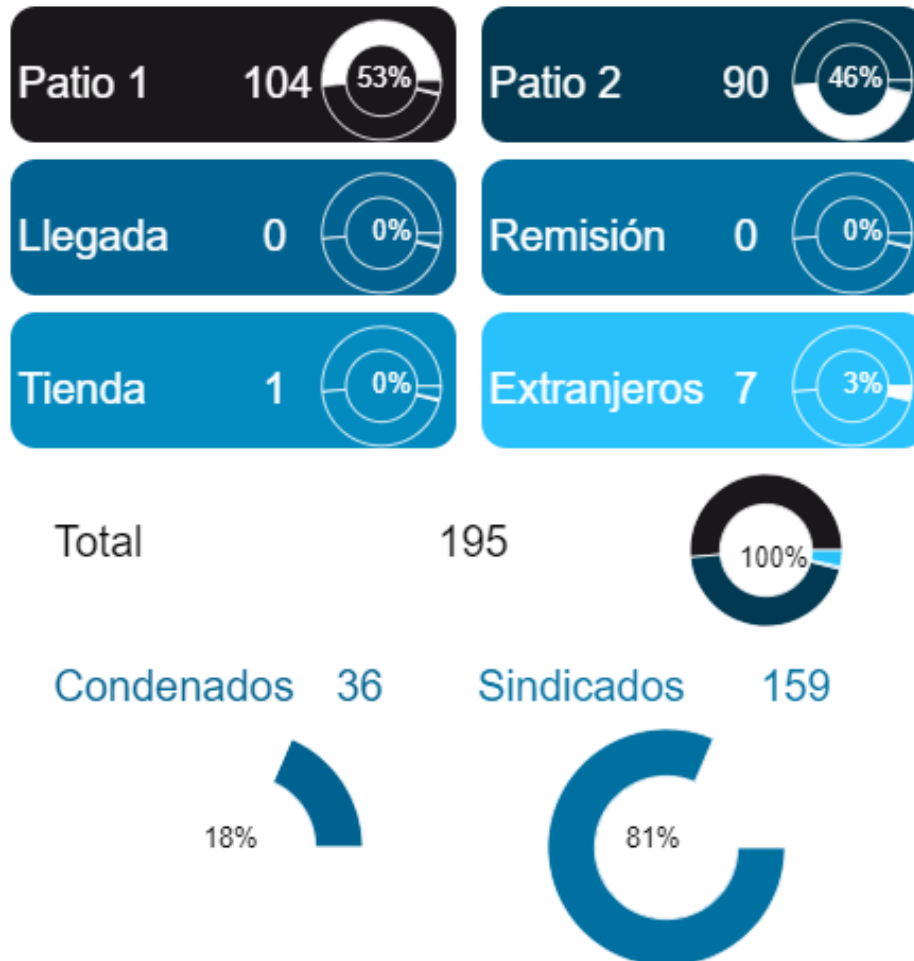 Patio 1 104 53%
Patio 2 90 46%
Llegada 0 0%
Remisión 0 0%
Tienda 1 0%
Extranjeros 7 3%
Total 195 100%
Condenados 36
Sindicados 159
18%
81%